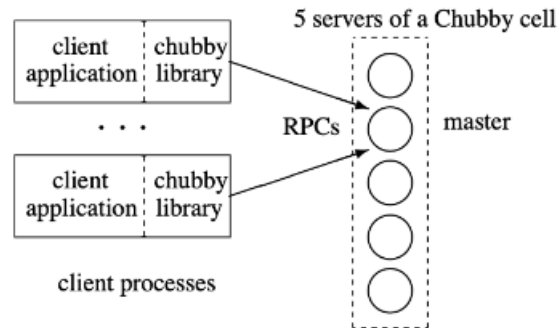 5 servers of a Chubby cell
client application
chubby library
RPCs
master
. . .
client application
chubby library
client processes